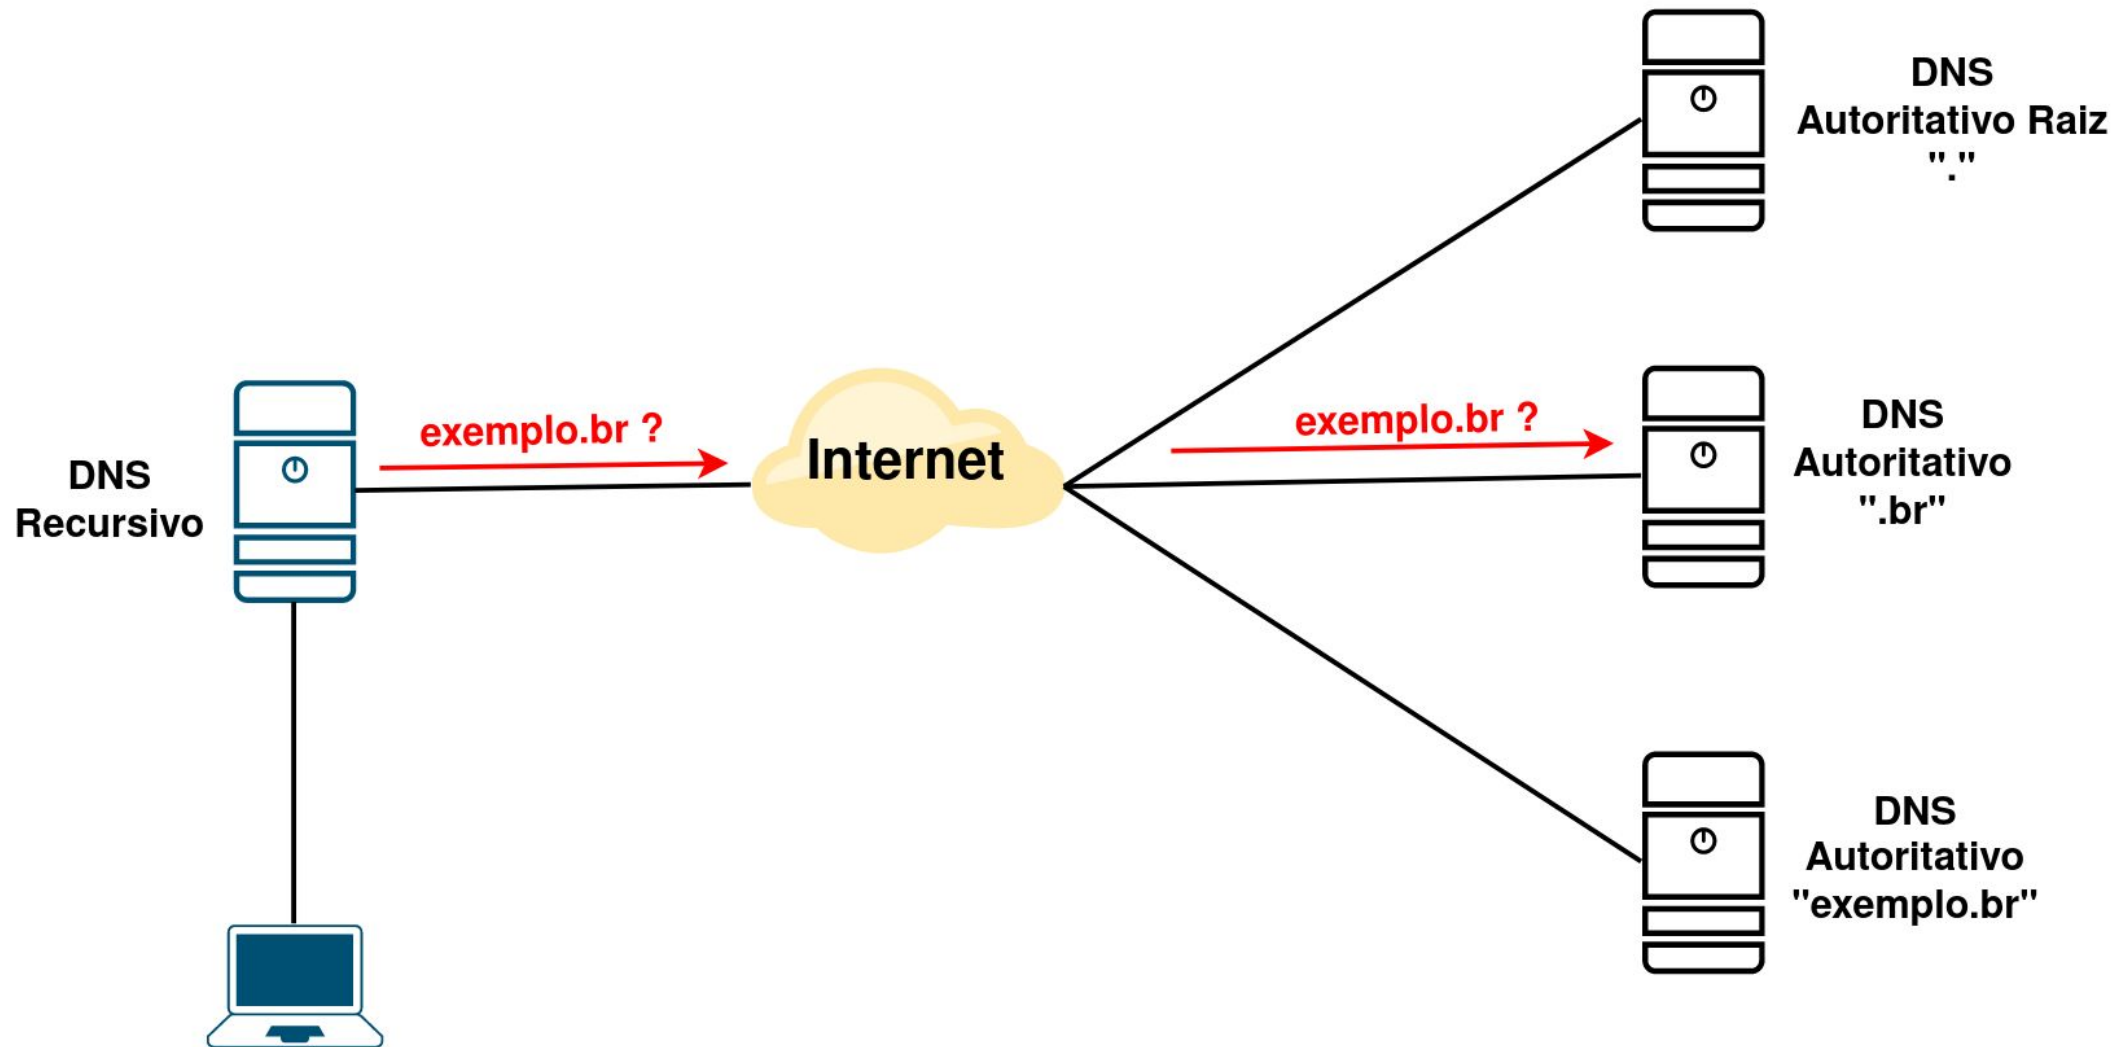 DNS
Autoritativo Raiz
"."
exemplo.br ?
exemplo.br ?
Internet
DNS
Recursivo
DNS
Autoritativo
".br"
DNS
Autoritativo
"exemplo.br"